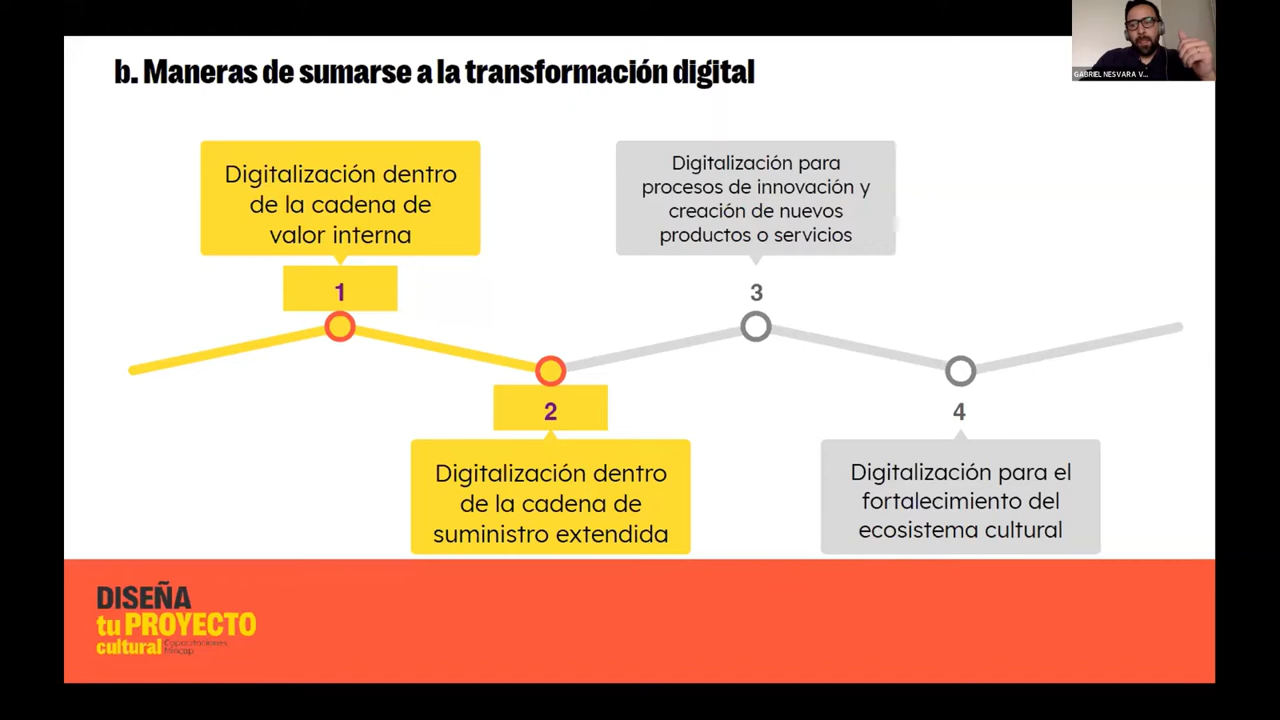 b. Maneras de sumarse a la transformación digital
GABRIEL NESVARA V...
Digitalización dentro
de la cadena de
valor interna
1
Digitalización para
procesos de innovación y
creación de nuevos
productos o servicios
3
2
Digitalización dentro
de la cadena de
suministro extendida
4
Digitalización para el
fortalecimiento del
ecosistema cultural
DISEÑA
tu PROYECTO
cultural
Capacitaciones
Mincap